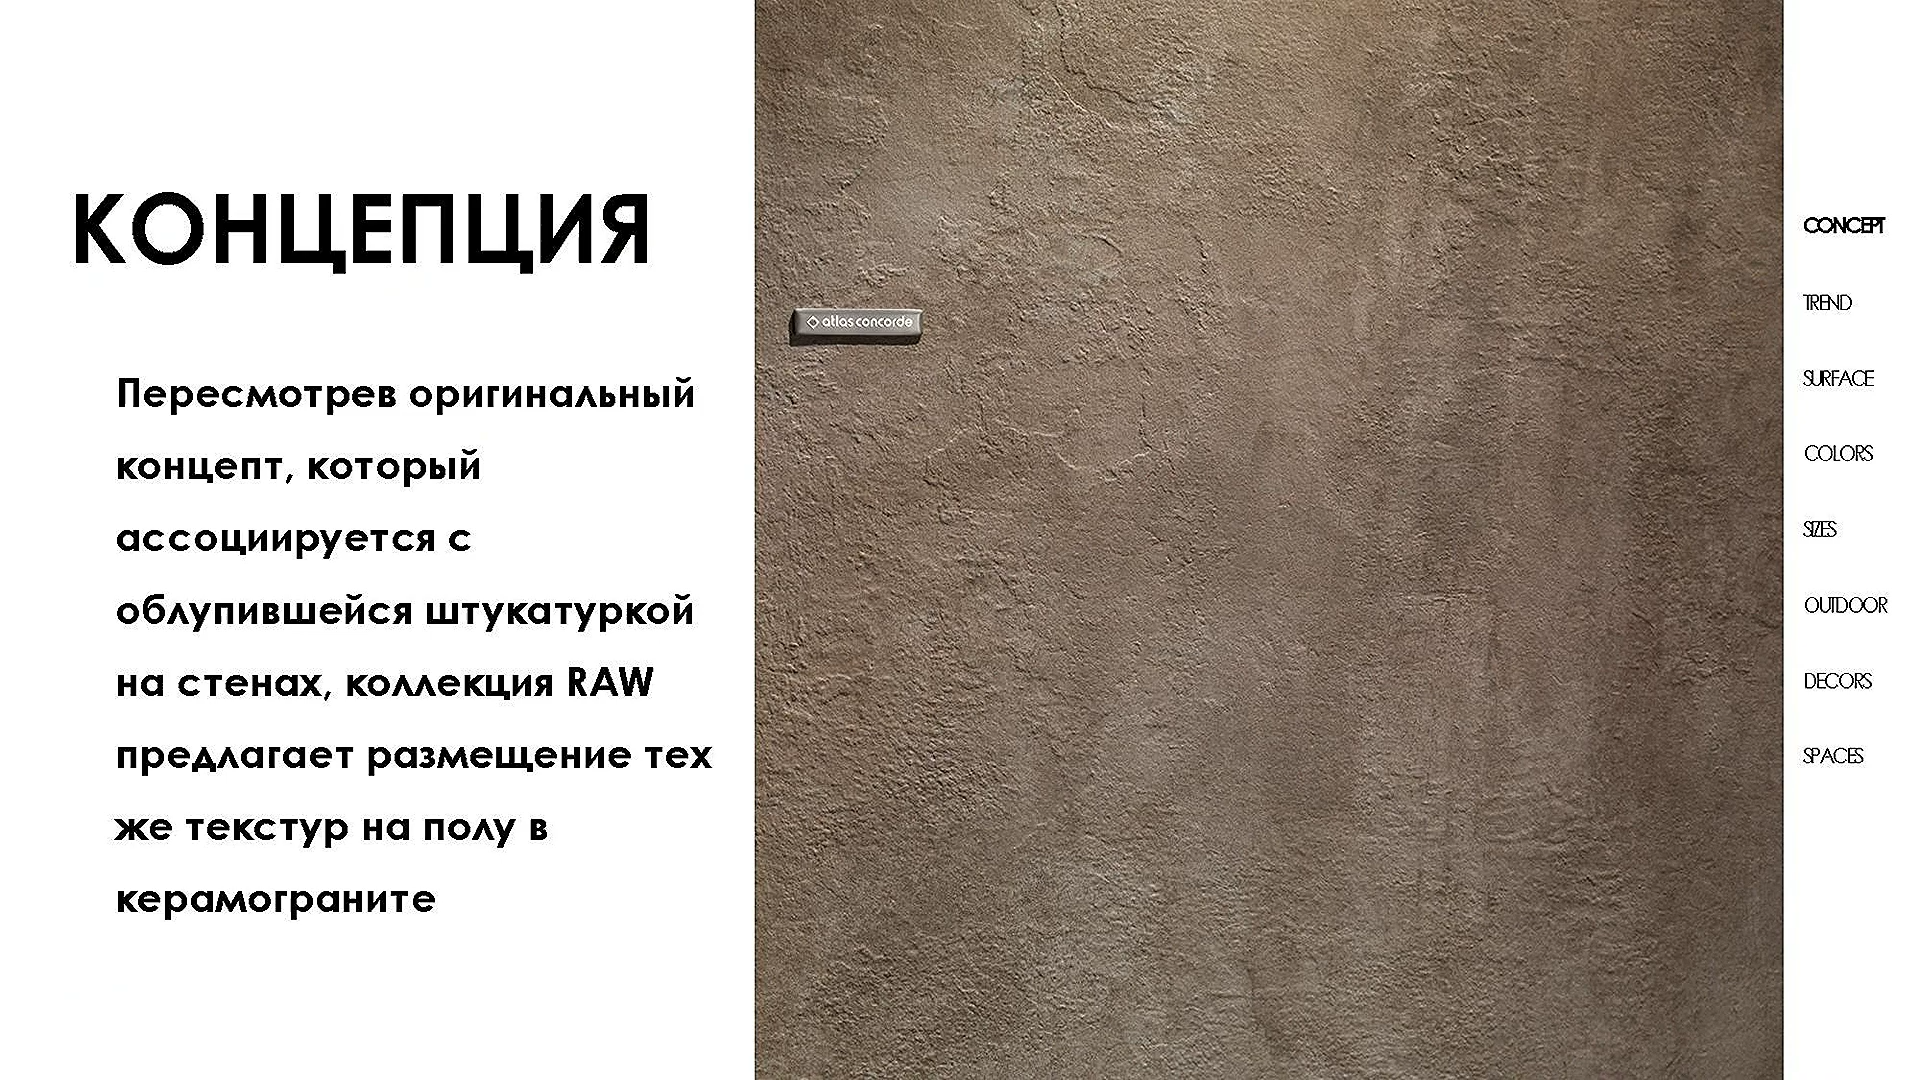 КОНЦЕПЦИЯ
Пересмотрев оригинальный
концепт, который
ассоциируется с
облупившейся штукатуркой
на стенах, коллекция RAW
предлагает размещение тех
же текстур на полу в
керамограните
atlas concorde
CONCEPT
TREND
SURFACE
COLORS
SIZES
OUTDOOR
DECORS
SPACES